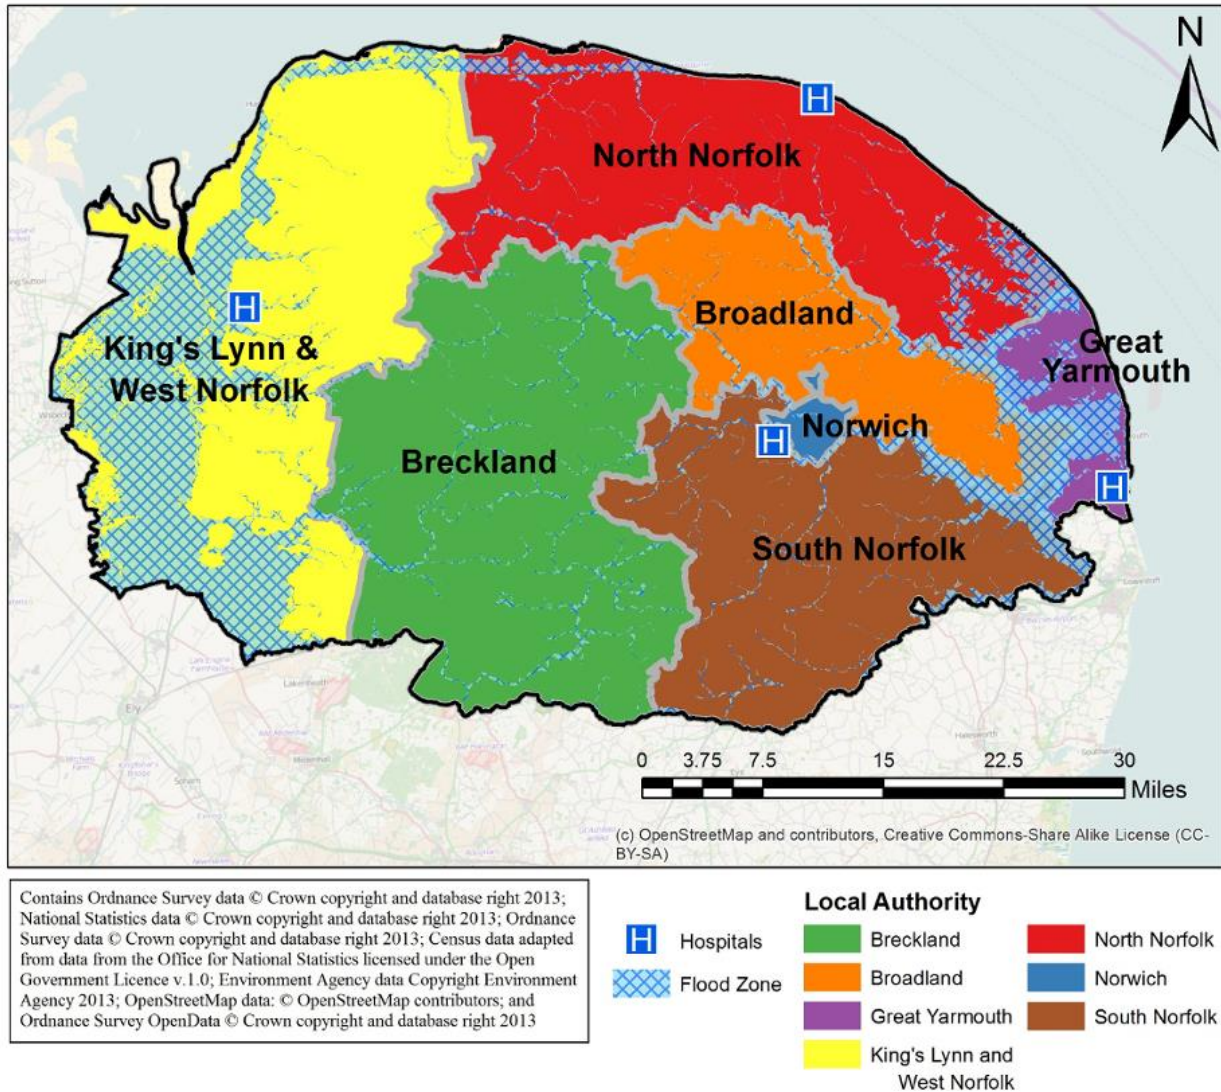 N
North Norfolk
Broadland
Great
Yarmouth
King's Lynn &
West Norfolk
Norwich
Breckland
South Norfolk
H
H
H
H
Lakenheath
Ely
Soham
Halesworth
Lowestoft
0 3.75 7.5 15 22.5 30
Miles
(c) OpenStreetMap and contributors, Creative Commons-Share Alike License (CC-
BY-SA)
Contains Ordnance Survey data © Crown copyright and database right 2013;
National Statistics data © Crown copyright and database right 2013; Ordnance
Survey data © Crown copyright and database right 2013; Census data adapted
from data from the Office for National Statistics licensed under the Open
Government Licence v.1.0; Environment Agency data Copyright Environment
Agency 2013; OpenStreetMap data: © OpenStreetMap contributors; and
Ordnance Survey OpenData © Crown copyright and database right 2013
H Hospitals
Flood Zone
Local Authority
Breckland
Broadland
Great Yarmouth
King's Lynn and
West Norfolk
North Norfolk
Norwich
South Norfolk